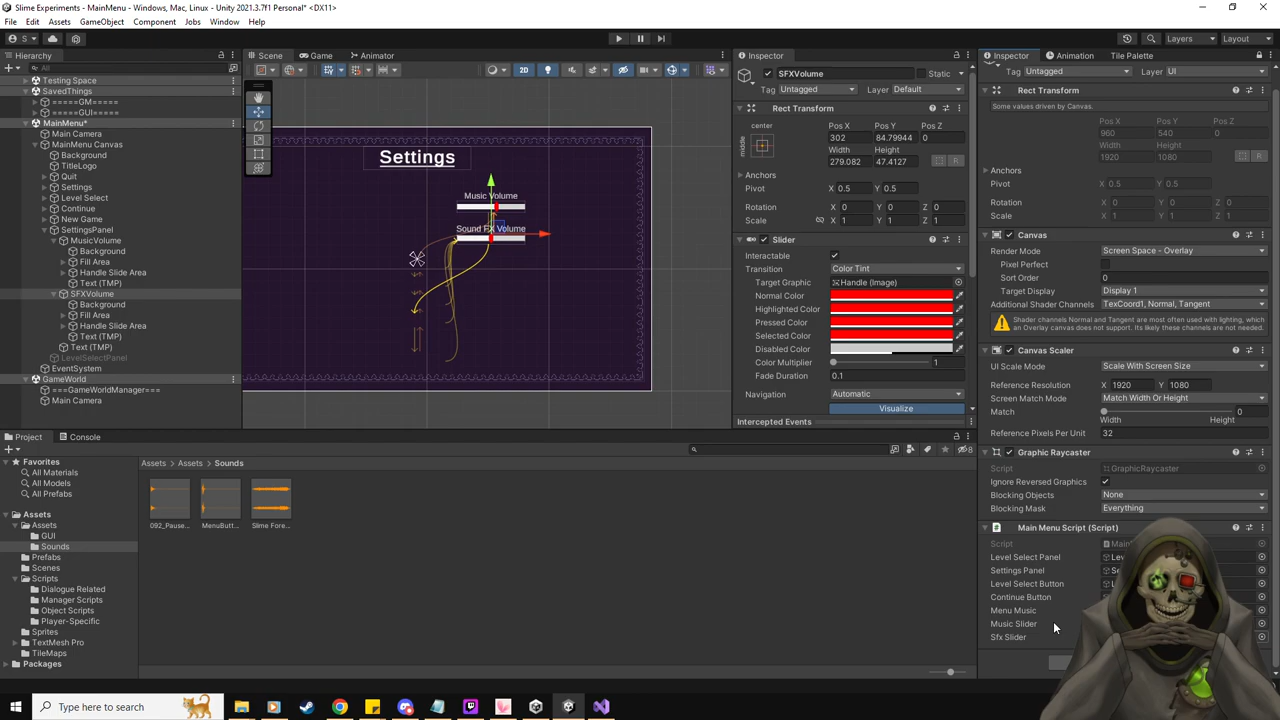 Slime Experiments - MainMenu - Windows, Mac, Linux - Unity 2021.3.7f1 Personal* <DX11>
File Edit Assets GameObject Component Jobs Window Help
S Layers Layout
Hierarchy
All
Testing Space
SavedThings
=====GM=====
=====GUI=====
MainMenu*
Main Camera
MainMenu Canvas
Background
TitleLogo
Quit
Settings
Level Select
Continue
New Game
SettingsPanel
MusicVolume
Background
Fill Area
Handle Slide Area
Text (TMP)
SFXVolume
Background
Fill Area
Handle Slide Area
Text (TMP)
Text (TMP)
LevelSelectPanel
EventSystem
GameWorld
===GameWorldManager===
Main Camera
Scene Game Animator
2D
Settings
Music Volume
Sound FX Volume
Inspector
SFXVolume Static
Tag Untagged Layer Default
Rect Transform
center
middle
Pos X Pos Y Pos Z
302 84.79944 0
Width Height
279.082 47.4127
R
Anchors
Pivot X 0.5 Y 0.5
Rotation X 0 Y 0 Z 0
Scale X 1 Y 1 Z 1
Slider
Interactable
Transition Color Tint
Target Graphic Handle (Image)
Normal Color
Highlighted Color
Pressed Color
Selected Color
Disabled Color
Color Multiplier 1
Fade Duration 0.1
Navigation Automatic
Visualize
Intercepted Events
Inspector Animation Tile Palette
Tag Untagged Layer UI
Rect Transform
Some values driven by Canvas.
Pos X Pos Y Pos Z
960 540 0
Width Height
1920 1080
R
Anchors
Pivot X 0.5 Y 0.5
Rotation X 0 Y 0 Z 0
Scale X 1 Y 1 Z 1
Canvas
Render Mode Screen Space - Overlay
Pixel Perfect
Sort Order 0
Target Display Display 1
Additional Shader Channels TexCoord1, Normal, Tangent
Shader channels Normal and Tangent are most often used with lighting, which an Overlay canvas does not support. Its likely these channels are not needed.
Canvas Scaler
UI Scale Mode Scale With Screen Size
Reference Resolution X 1920 Y 1080
Screen Match Mode Match Width Or Height
Match 0
Width Height
Reference Pixels Per Unit 32
Graphic Raycaster
Script GraphicRaycaster
Ignore Reversed Graphics
Blocking Objects None
Blocking Mask Everything
Main Menu Script (Script)
Script
Level Select Panel
Settings Panel
Level Select Button
Continue Button
Menu Music
Music Slider
Sfx Slider
Project Console
8
Favorites
All Materials
All Models
All Prefabs
Assets
Assets
GUI
Sounds
Prefabs
Scenes
Scripts
Dialogue Related
Manager Scripts
Object Scripts
Player-Specific
Sprites
TextMesh Pro
TileMaps
Packages
Assets > Assets > Sounds
092_Pause... MenuButt... Slime Fore...
Type here to search